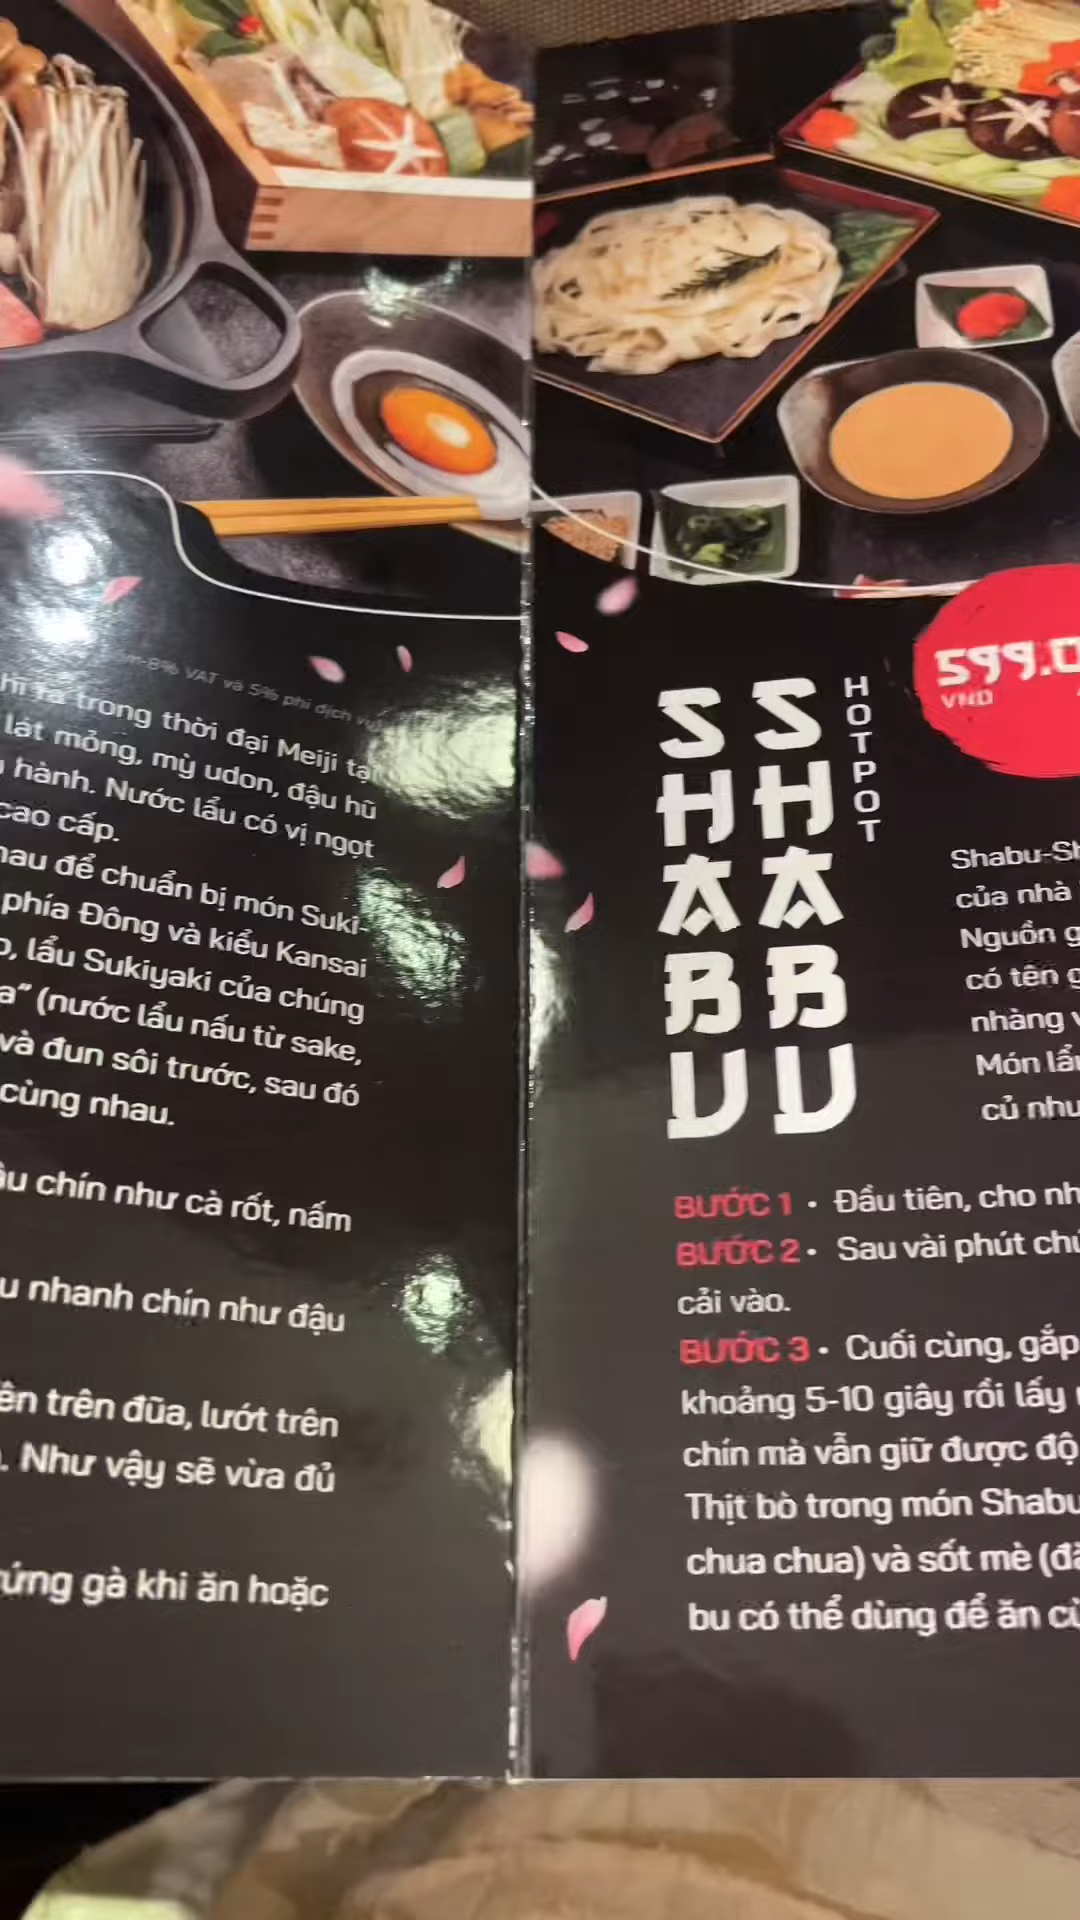 8% VAT và 5% phí dịch vụ
ra trong thời đại Meiji tại
lát mỏng, mỳ udon, đậu hũ
hành. Nước lẩu có vị ngọt
cao cấp.
để chuẩn bị món Suki-
phía Đông và kiểu Kansai
lẩu Sukiyaki của chúng
(nước lẩu nấu từ sake,
và đun sôi trước, sau đó
cùng nhau.
chín như cà rốt, nấm
nhanh chín như đậu
trên đũa, lướt trên
Như vậy sẽ vừa đủ
gà khi ăn hoặc
SHABU
SHABU
HOTPOT
599.0
VND
Shabu-Sh
của nhà
Nguồn g
có tên g
nhàng v
Món lẩu
củ như
BƯỚC 1 • Đầu tiên, cho nh
BƯỚC 2 • Sau vài phút chú
cải vào.
BƯỚC 3 • Cuối cùng, gắp
khoảng 5-10 giây rồi lấy
chín mà vẫn giữ được độ
Thịt bò trong món Shabu
chua chua) và sốt mè (đ
bu có thể dùng để ăn cù